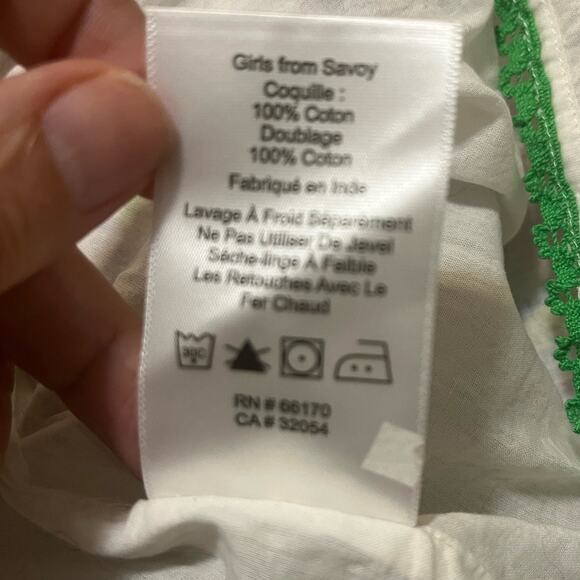 Girls from Savoy
Coquille :
100% Coton
Doublage
100% Coton
Fabriqué en Inde
Lavage À Froid Séparément
Ne Pas Utiliser De Javel
Séche-linge A Faible
Les Retouches Avec Le
Fer Chaud
RN # 66170
CA # 32054